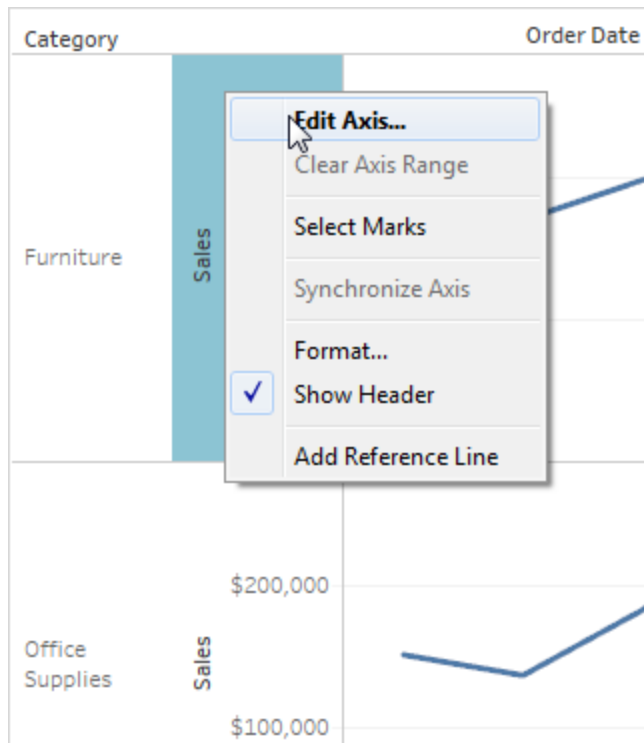 Category
Order Date
Edit Axis...
Clear Axis Range
Select Marks
Furniture
Sales
Synchronize Axis
Format...
Show Header
Add Reference Line
$200,000
Office
Supplies
Sales
$100,000